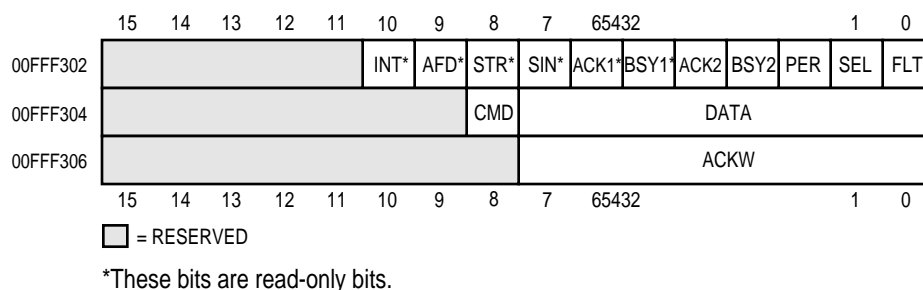 15 14 13 12 11 10 9 8 7 65432 1 0
00FFF302 INT* AFD* STR* SIN* ACK1* BSY1* ACK2 BSY2 PER SEL FLT
00FFF304 CMD DATA
00FFF306 ACKW
15 14 13 12 11 10 9 8 7 65432 1 0
= RESERVED
*These bits are read-only bits.